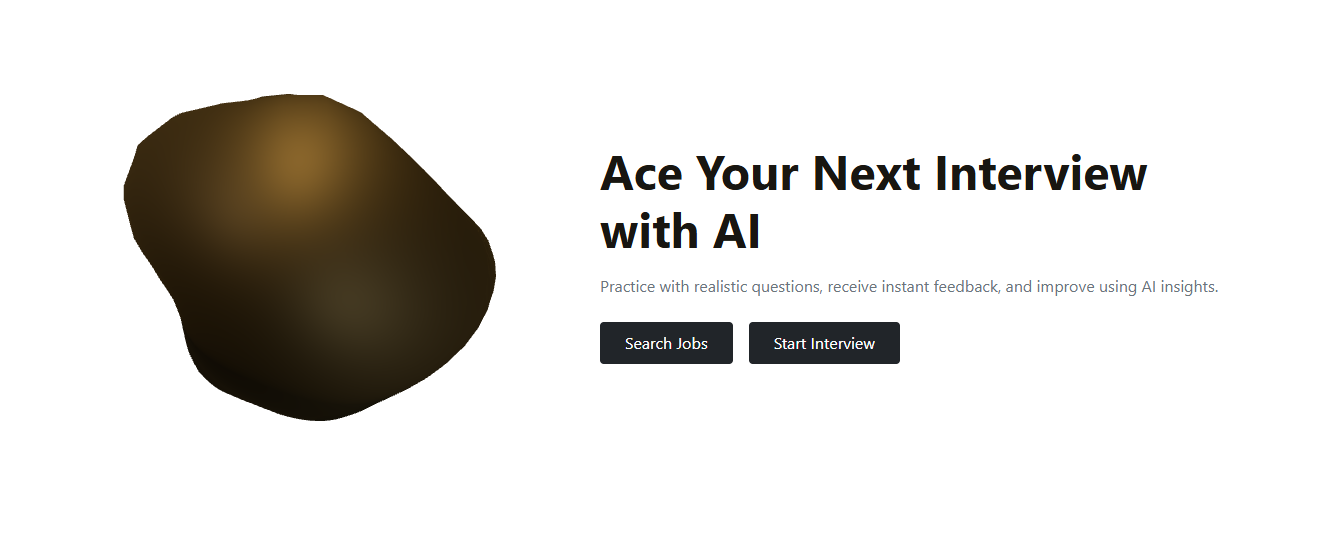 Ace Your Next Interview
with AI
Practice with realistic questions, receive instant feedback, and improve using AI insights.
Search Jobs
Start Interview